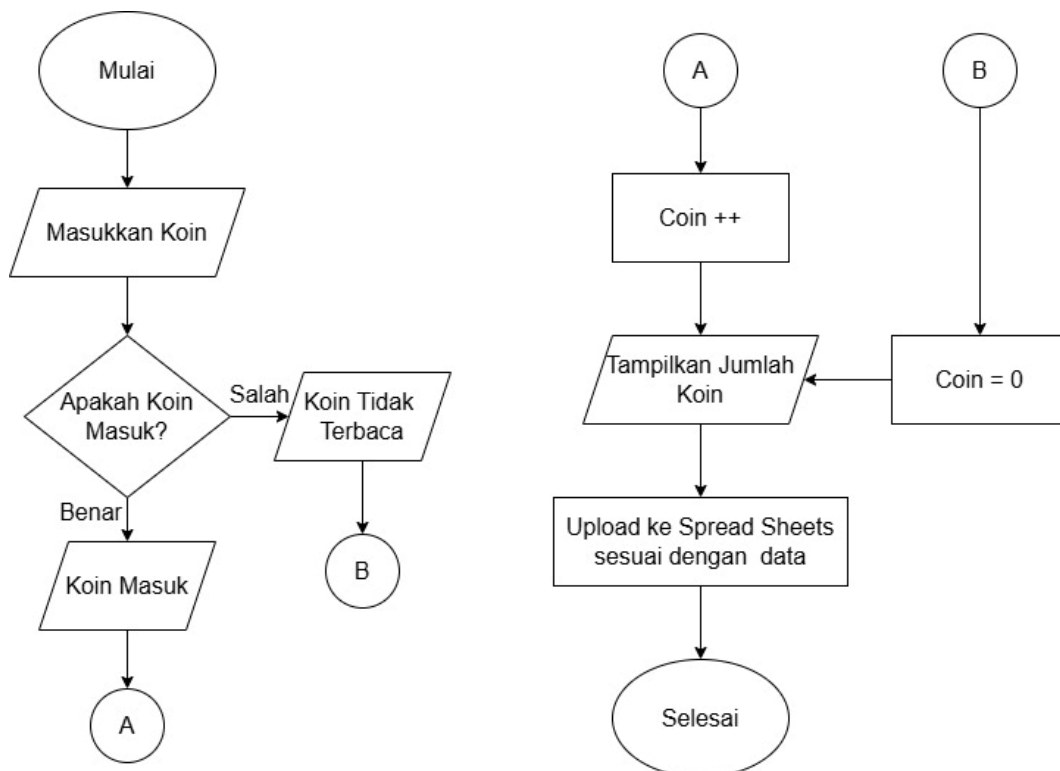 Mulai
Masukkan Koin
Apakah Koin
Masuk?
Salah
Koin Tidak
Terbaca
Benar
Koin Masuk
B
A
A
B
Coin ++
Tampilkan Jumlah
Koin
Coin = 0
Upload ke Spread Sheets
sesuai dengan data
Selesai